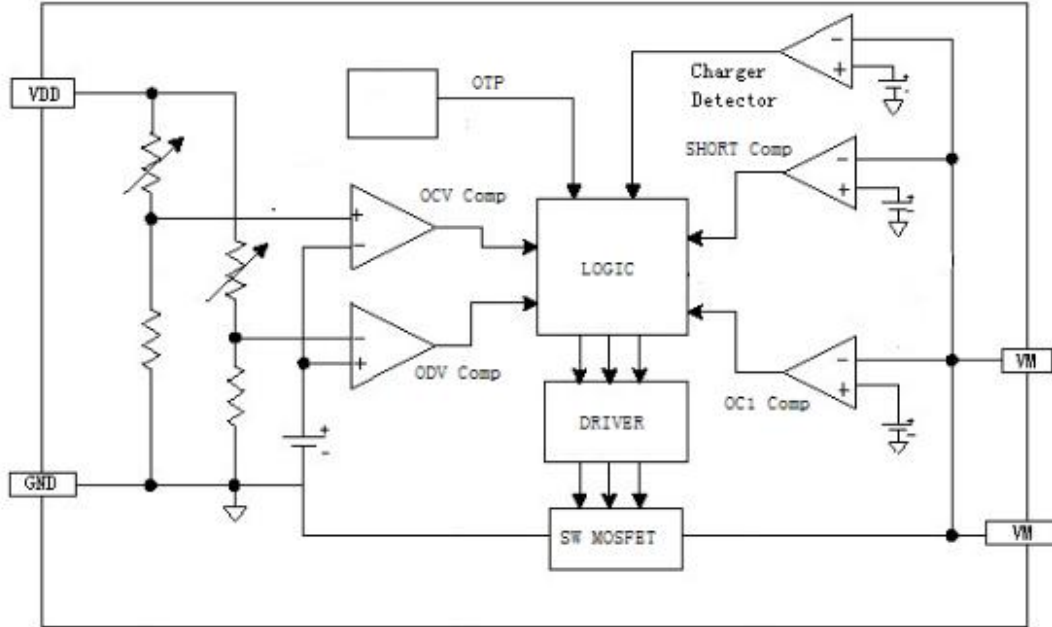 VDD
OTP
Charger
Detector
SHORT Comp
OCV Comp
LOGIC
ODV Comp
OC1 Comp
VM
DRIVER
GND
SW MOSFET
VM
+
-
+
-
-
+
+
-
-
+
+
-
-
+
+
-
-
+
+
-